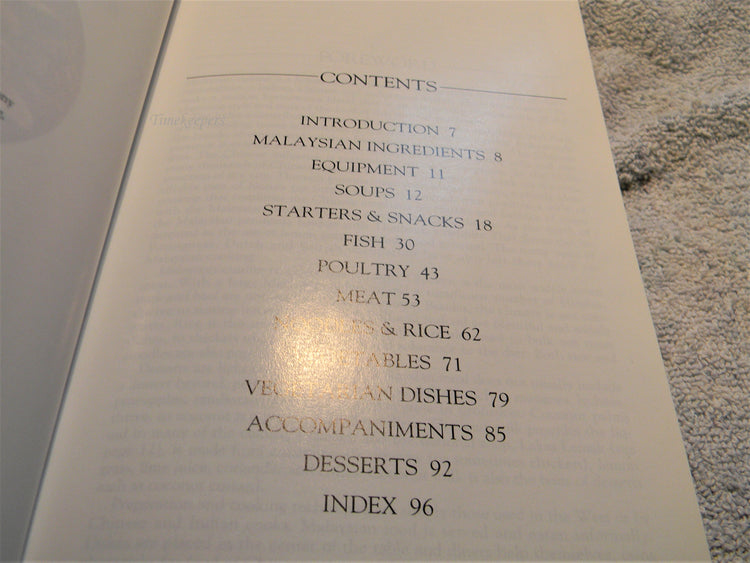 CONTENTS
Timekeepers
INTRODUCTION 7
MALAYSIAN INGREDIENTS 8
EQUIPMENT 11
SOUPS 12
STARTERS & SNACKS 18
FISH 30
POULTRY 43
MEAT 53
& RICE 62
71
VEGETARIAN DISHES 79
ACCOMPANIMENTS 85
DESSERTS 92
INDEX 96